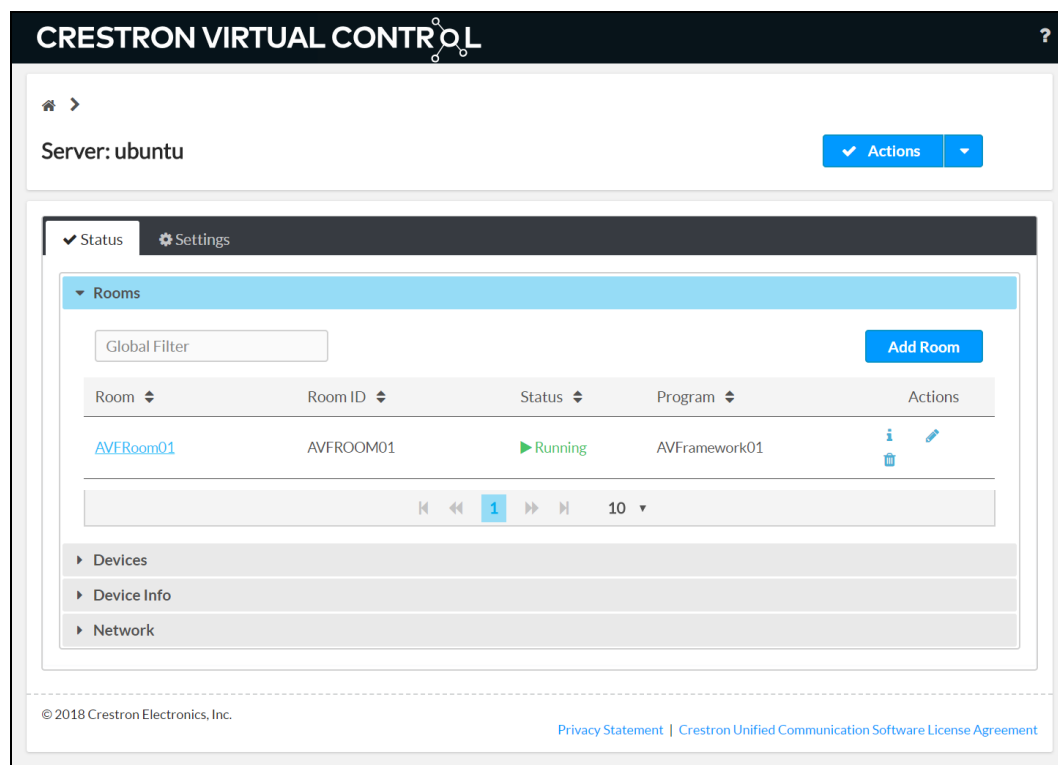 CRESTRON VIRTUAL CONTROL
?
Server: ubuntu
Actions
Status Settings
Rooms
Global Filter
Add Room
Room Room ID Status Program Actions
AVFRoom01 AVFROOM01 Running AVFramework01
1 10
Devices
Device Info
Network
© 2018 Crestron Electronics, Inc.
Privacy Statement | Crestron Unified Communication Software License Agreement